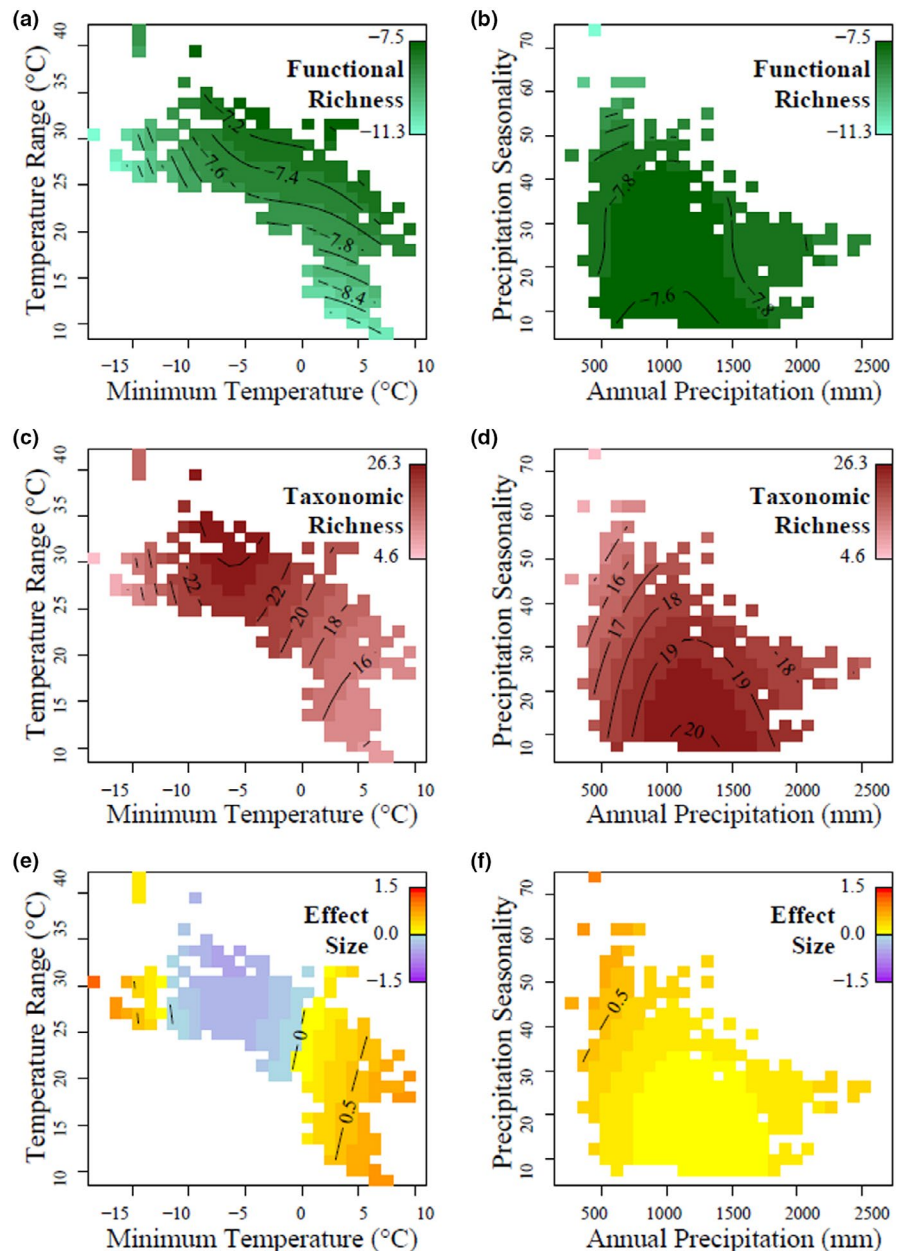 (a)
Temperature Range (°C)
10 15 20 25 30 35 40
Functional
Richness
−7.5
−11.3
−7.2
−7.6
−7.4
−7.8
−8.4
−15 −10 −5 0 5 10
Minimum Temperature (°C)
(b)
Precipitation Seasonality
10 20 30 40 50 60 70
Functional
Richness
−7.5
−11.3
−7.8
−7.6
−7.8
500 1000 1500 2000 2500
Annual Precipitation (mm)
(c)
Temperature Range (°C)
10 15 20 25 30 35 40
Taxonomic
Richness
26.3
4.6
22
22
20
18
16
−15 −10 −5 0 5 10
Minimum Temperature (°C)
(d)
Precipitation Seasonality
10 20 30 40 50 60 70
Taxonomic
Richness
26.3
4.6
16
17
18
19
19
18
20
500 1000 1500 2000 2500
Annual Precipitation (mm)
(e)
Temperature Range (°C)
10 15 20 25 30 35 40
Effect
Size
1.5
0.0
−1.5
0
0.5
−15 −10 −5 0 5 10
Minimum Temperature (°C)
(f)
Precipitation Seasonality
10 20 30 40 50 60 70
Effect
Size
1.5
0.0
−1.5
0.5
500 1000 1500 2000 2500
Annual Precipitation (mm)